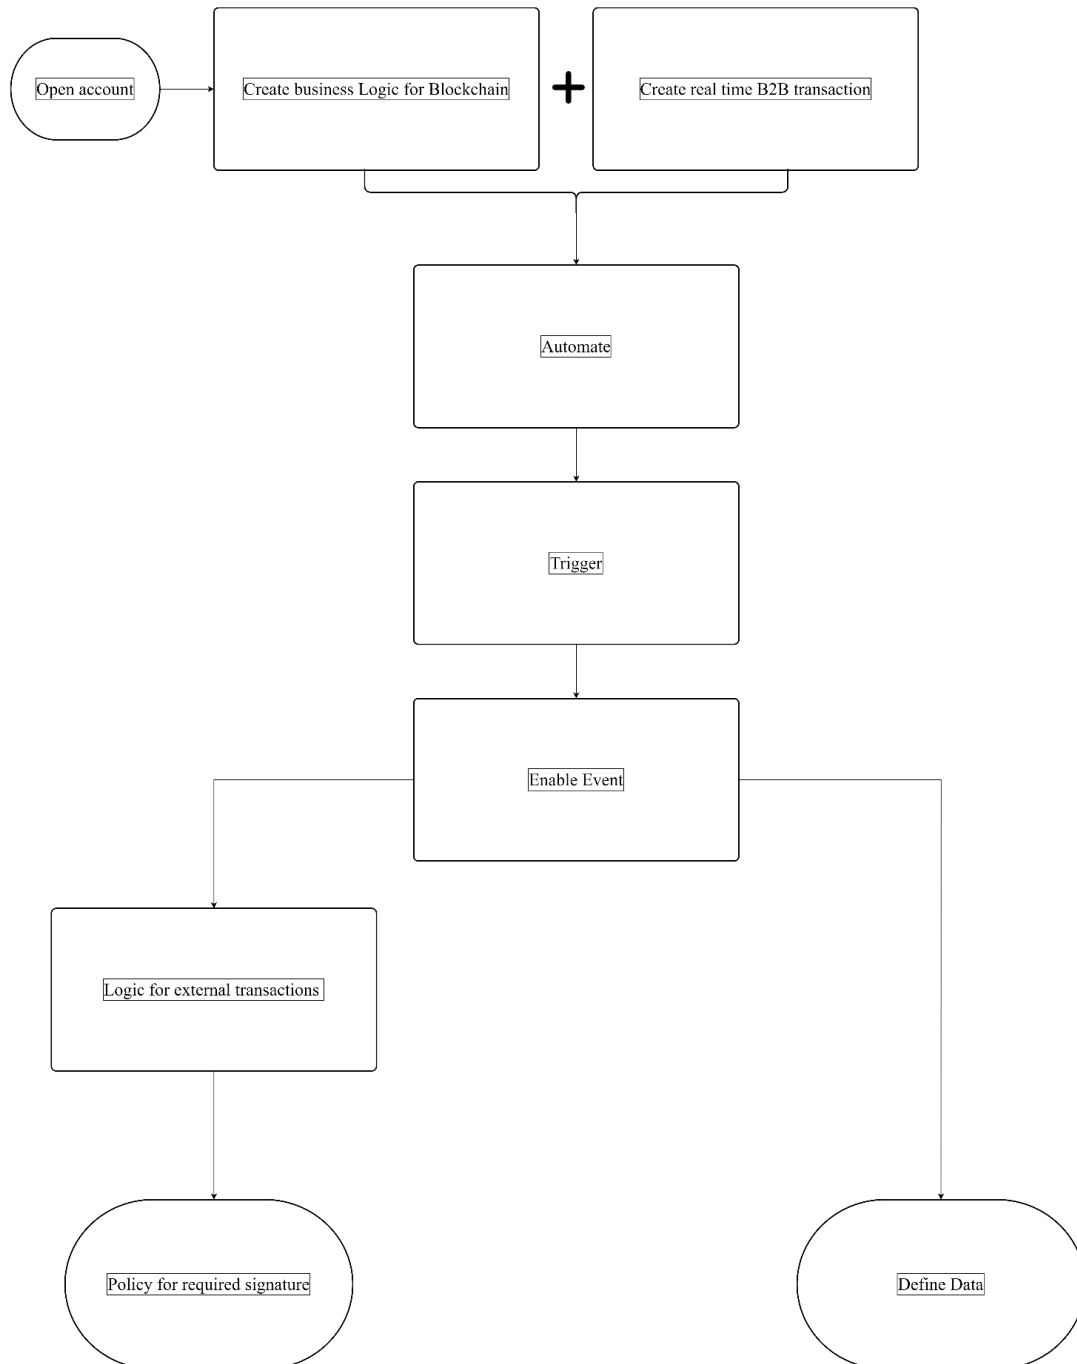 Open account
Create business Logic for Blockchain
+
Create real time B2B transaction
Automate
Trigger
Enable Event
Logic for external transactions
Policy for required signature
Define Data